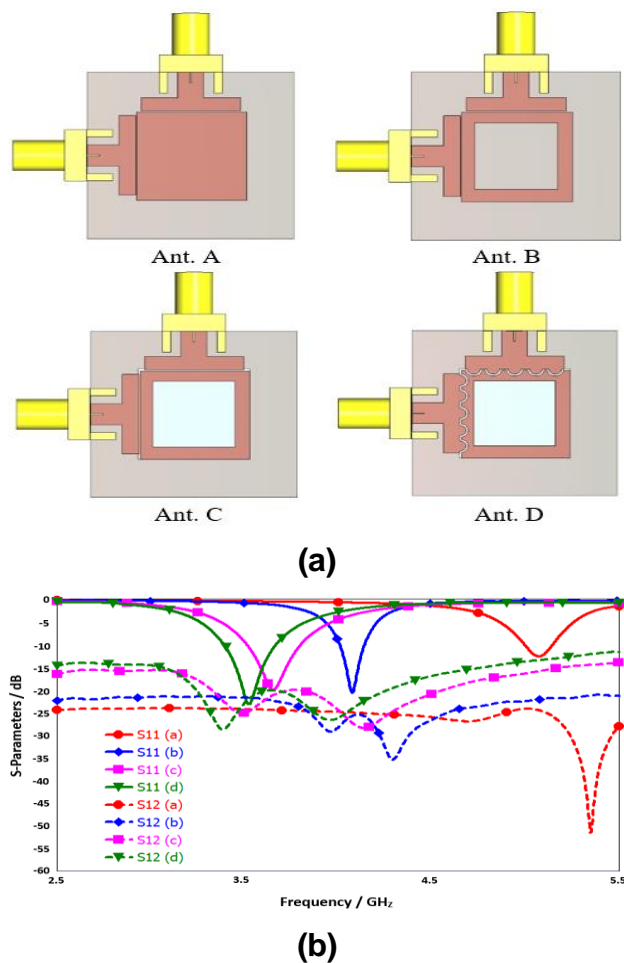 Ant. A
Ant. B
Ant. C
Ant. D
(a)
0
-5
-10
-15
-20
-25
-30
-35
-40
-45
-50
-55
-60
S-Parameters / dB
S11 (a)
S11 (b)
S11 (c)
S11 (d)
S12 (a)
S12 (b)
S12 (c)
S12 (d)
2.5 3.5 4.5 5.5
Frequency / GHz
(b)